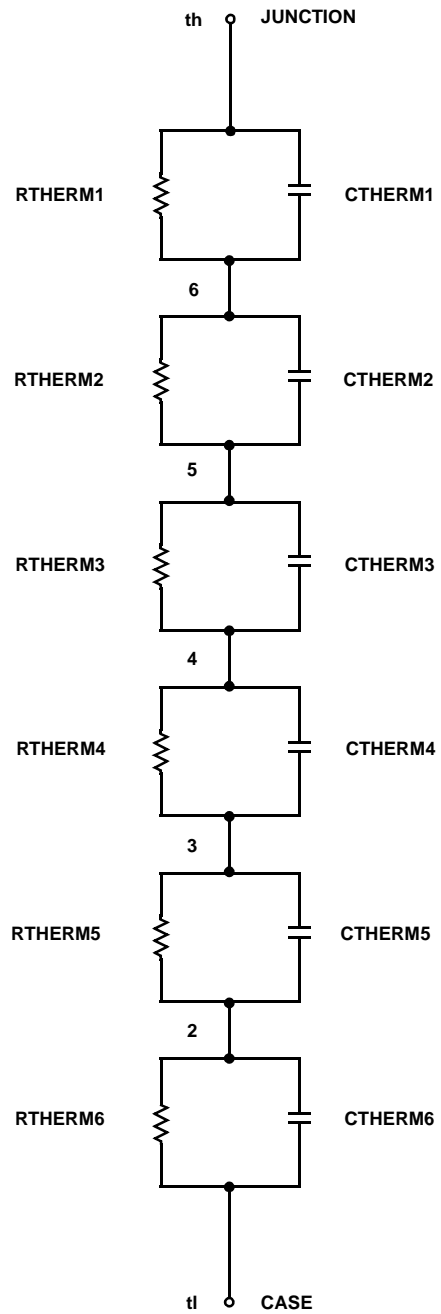 th JUNCTION
RTHERM1 CTHERM1
6
RTHERM2 CTHERM2
5
RTHERM3 CTHERM3
4
RTHERM4 CTHERM4
3
RTHERM5 CTHERM5
2
RTHERM6 CTHERM6
tl CASE